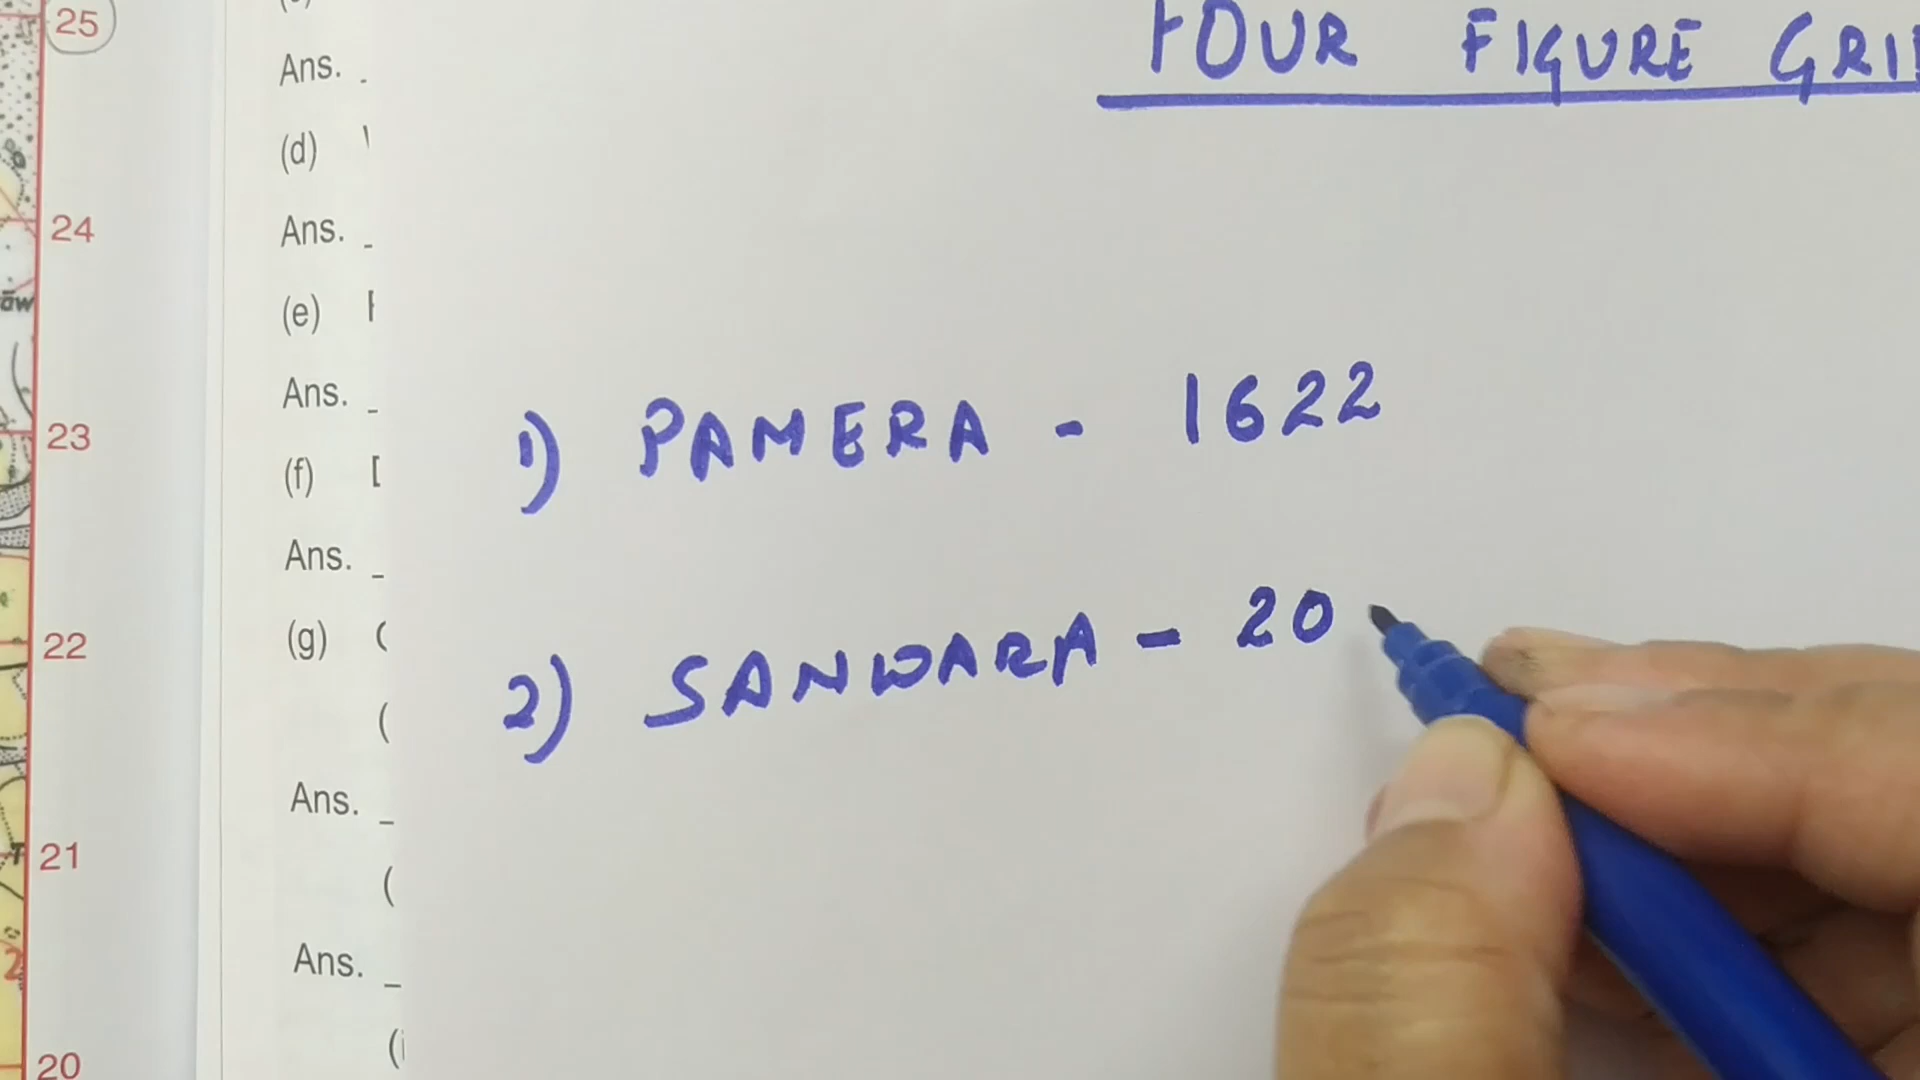 FOUR FIGURE GRI
1) PAMERA - 1622
2) SANWARA - 20
25
24
23
22
21
20
Ans. _
(d)
Ans. _
(e)
Ans. _
(f)
Ans. _
(g)
(
Ans. _
(
Ans. _
(i